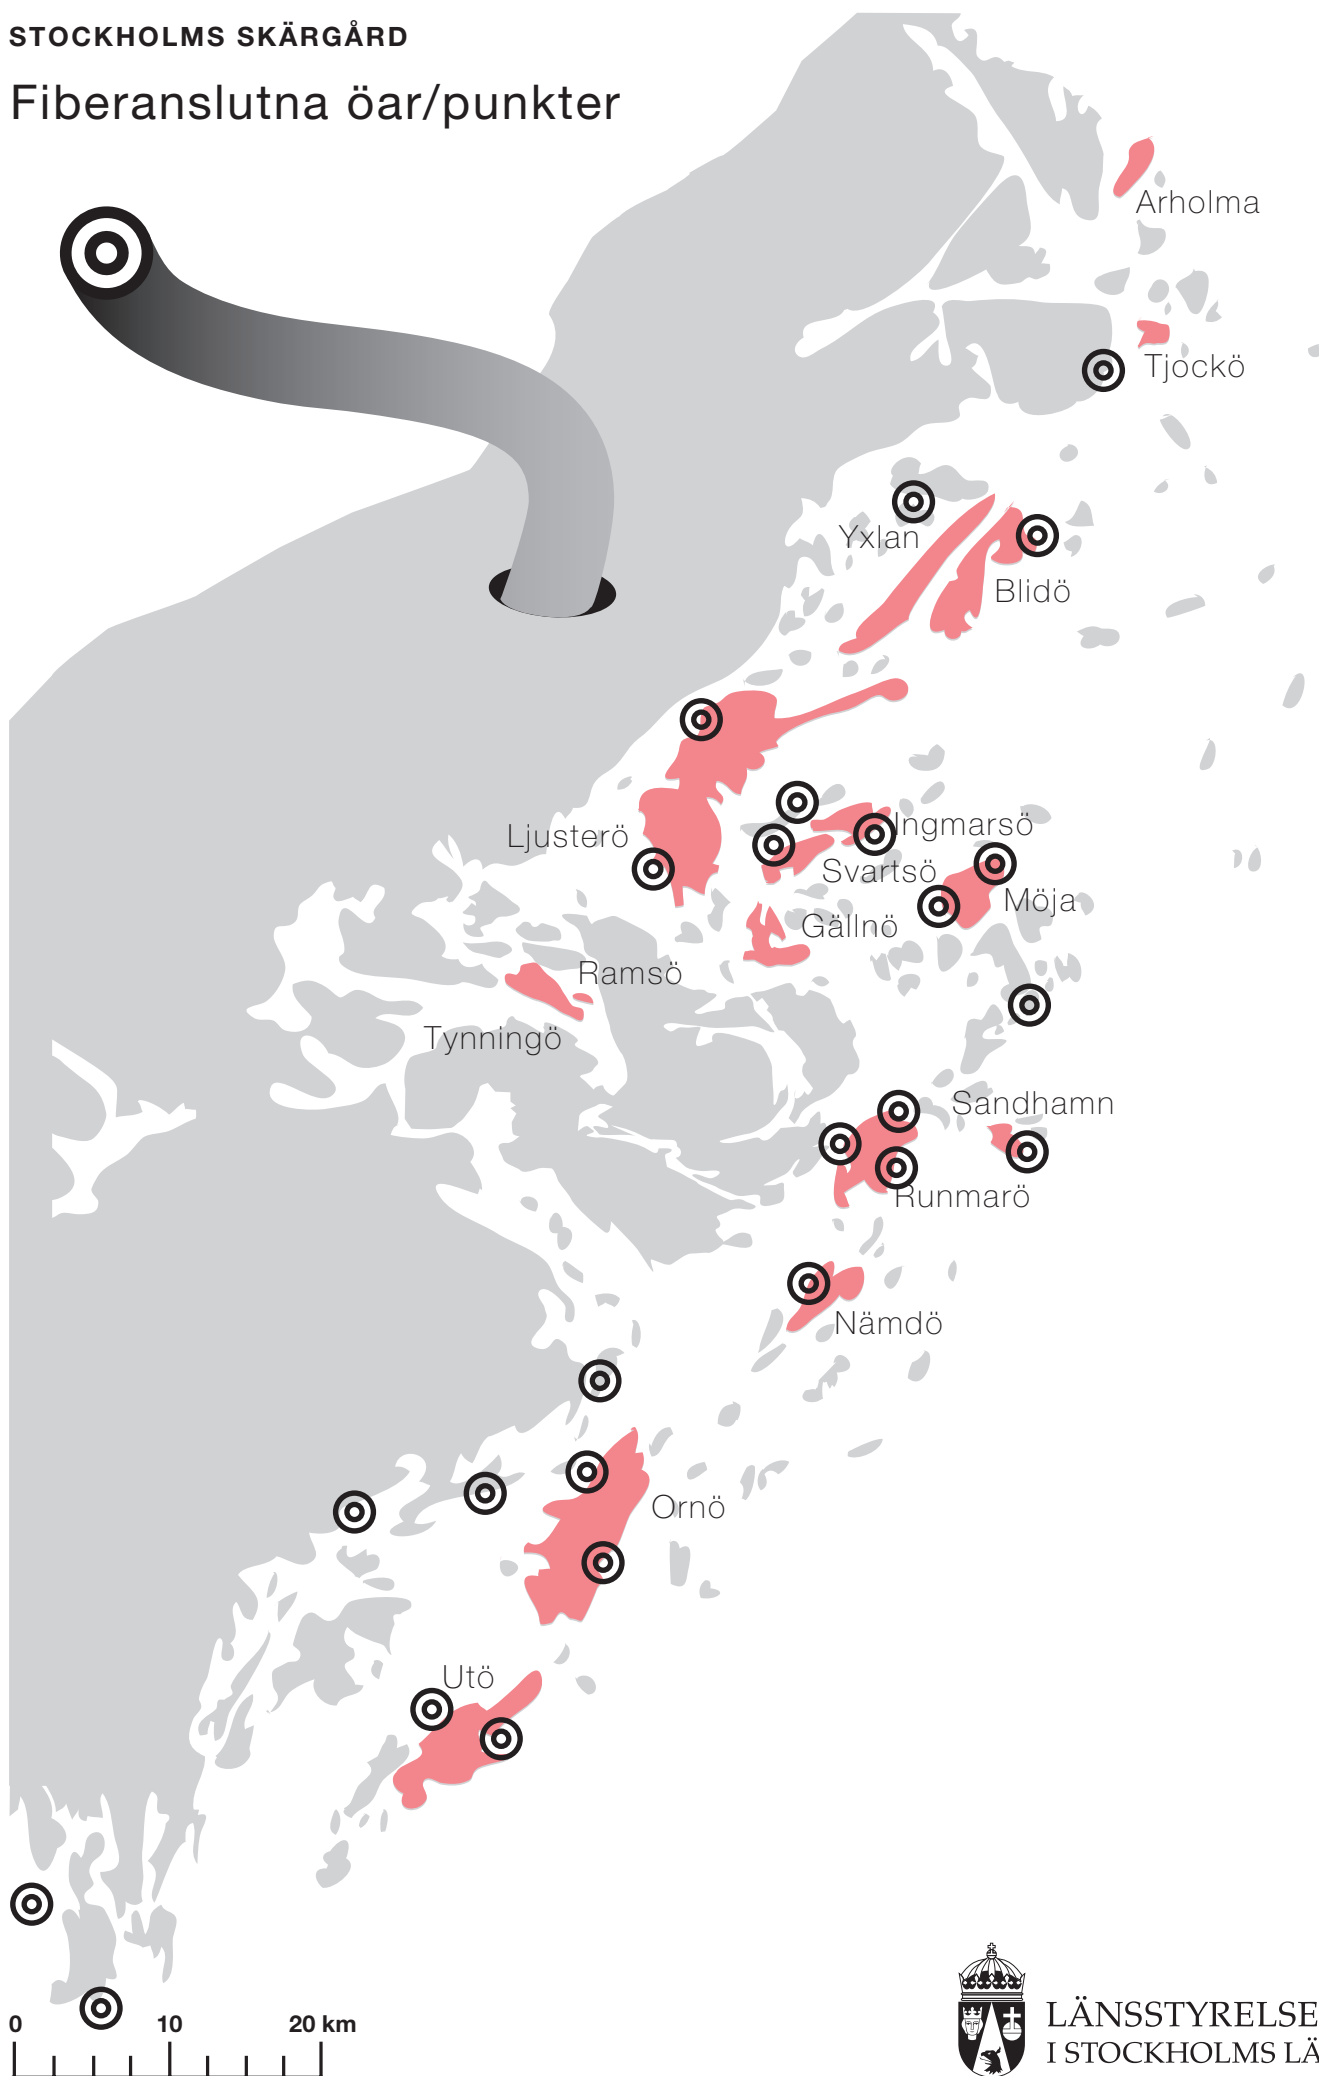 STOCKHOLMS SKÄRGÅRD
Fiberanslutna öar/punkter
Arholma
Tjockö
Yxlan
Blidö
Ljusterö
Ingmarsö
Svartsö
Möja
Gällnö
Ramsö
Tynningö
Sandhamn
Runmarö
Nämdö
Ornö
Utö
0 10 20 km
LÄNSSTYRELSE
I STOCKHOLMS LÄ